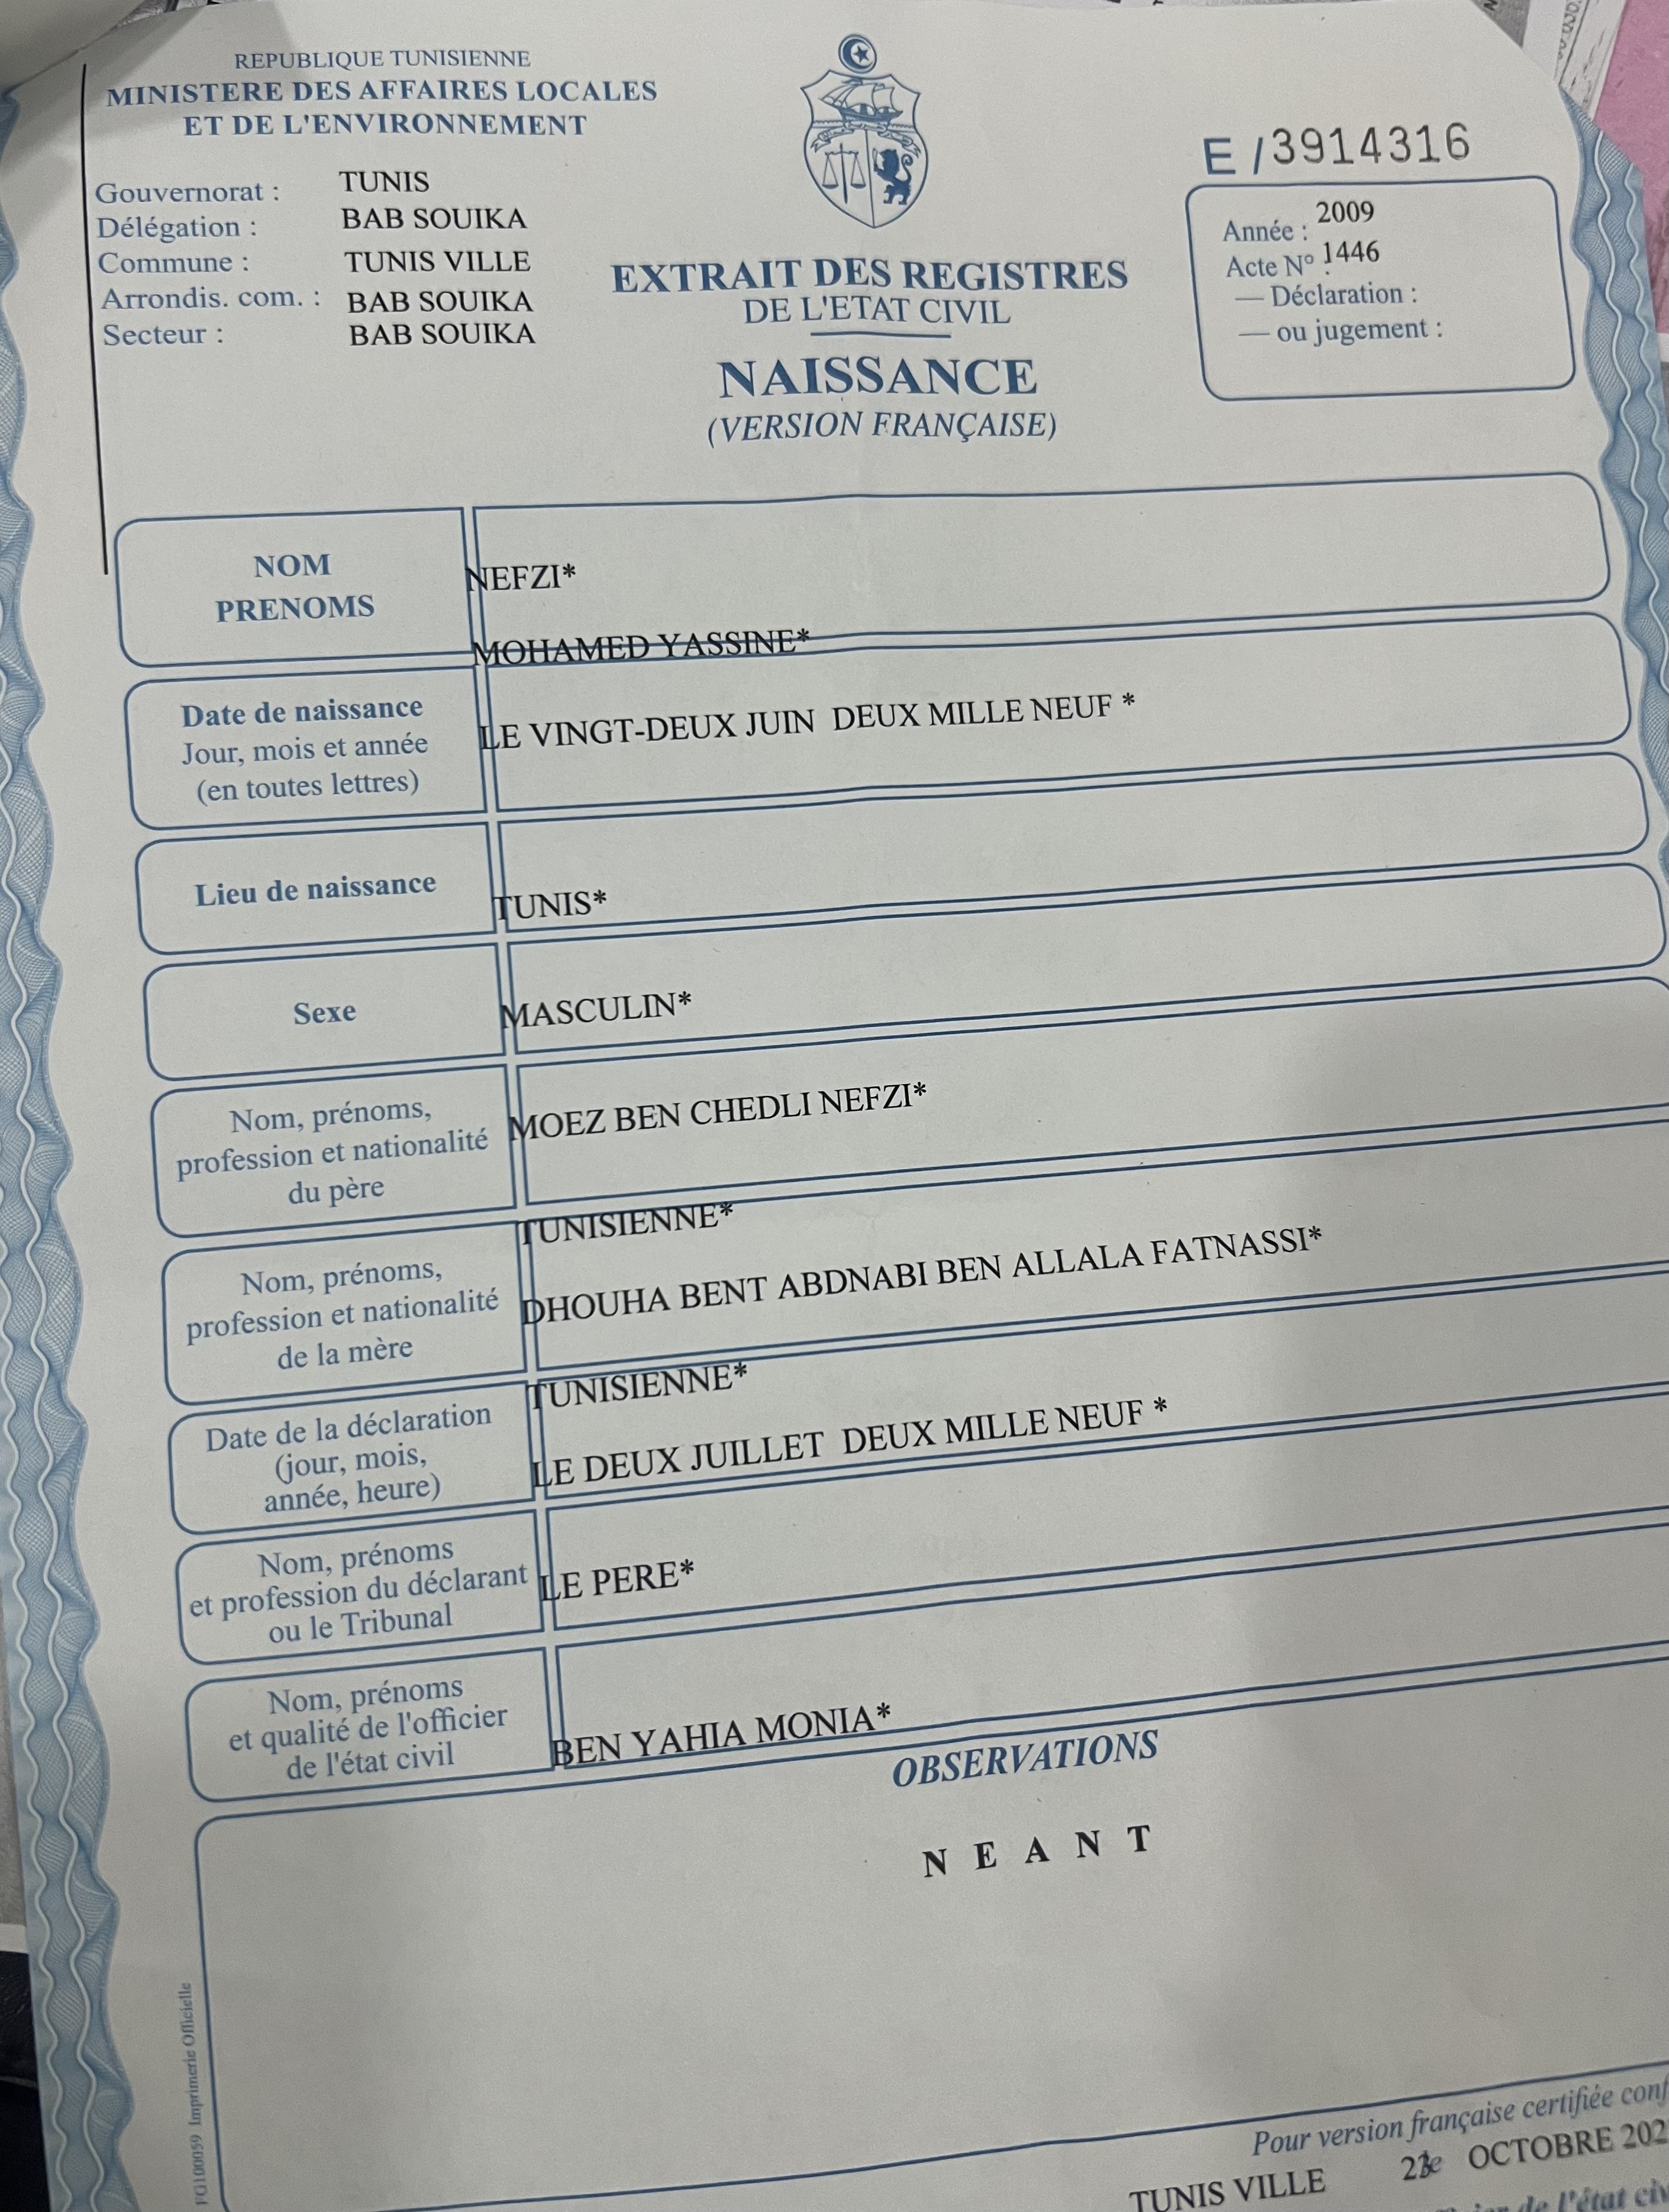 REPUBLIQUE TUNISIENNE
MINISTERE DES AFFAIRES LOCALES
ET DE L'ENVIRONNEMENT
Gouvernorat : TUNIS
Délégation : BAB SOUIKA
Commune : TUNIS VILLE
Arrondis. com. : BAB SOUIKA
Secteur : BAB SOUIKA
EXTRAIT DES REGISTRES
DE L'ETAT CIVIL
NAISSANCE
(VERSION FRANÇAISE)
E / 3914316
Année : 2009
Acte N° : 1446
— Déclaration :
— ou jugement :
NOM
PRENOMS
NEFZI*
MOHAMED YASSINE*
Date de naissance
Jour, mois et année
(en toutes lettres)
LE VINGT-DEUX JUIN DEUX MILLE NEUF *
Lieu de naissance
TUNIS*
Sexe
MASCULIN*
Nom, prénoms,
profession et nationalité
du père
MOEZ BEN CHEDLI NEFZI*
TUNISIENNE*
Nom, prénoms,
profession et nationalité
de la mère
DHOUHA BENT ABDNABI BEN ALLALA FATNASSI*
TUNISIENNE*
Date de la déclaration
(jour, mois,
année, heure)
LE DEUX JUILLET DEUX MILLE NEUF *
Nom, prénoms
et profession du déclarant
ou le Tribunal
LE PERE*
Nom, prénoms
et qualité de l'officier
de l'état civil
BEN YAHIA MONIA*
OBSERVATIONS
N E A N T
FG100059 Imprimerie Officielle
Pour version française certifiée
TUNIS VILLE OCTOBRE
de l'état